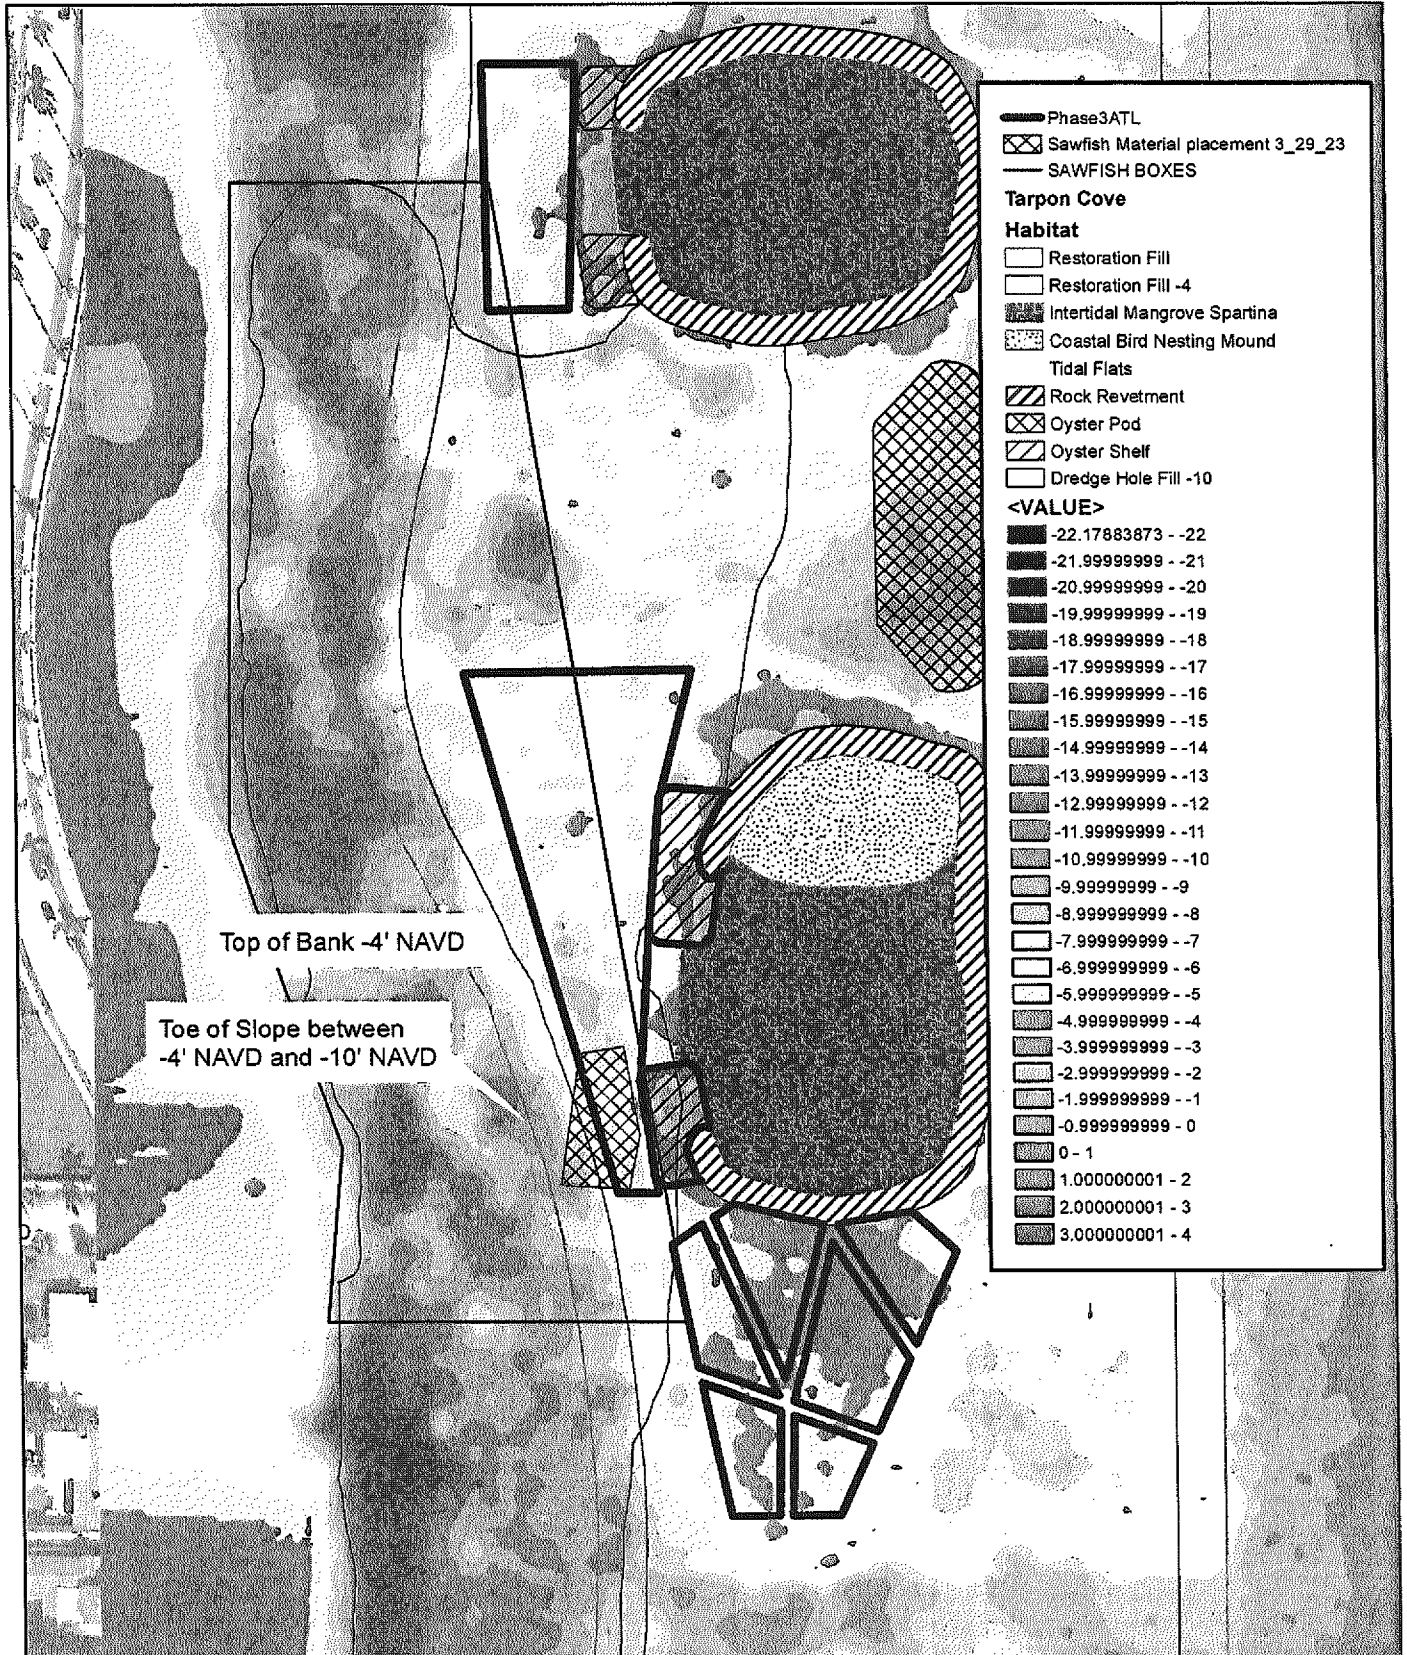 Phase3ATL
Sawfish Material placement 3_29_23
SAWFISH BOXES
Tarpon Cove
Habitat
Restoration Fill
Restoration Fill -4
Intertidal Mangrove Spartina
Coastal Bird Nesting Mound
Tidal Flats
Rock Revetment
Oyster Pod
Oyster Shelf
Dredge Hole Fill -10
<VALUE>
-22.17883873 - -22
-21.99999999 - -21
-20.99999999 - -20
-19.99999999 - -19
-18.99999999 - -18
-17.99999999 - -17
-16.99999999 - -16
-15.99999999 - -15
-14.99999999 - -14
-13.99999999 - -13
-12.99999999 - -12
-11.99999999 - -11
-10.99999999 - -10
-9.99999999 - -9
-8.999999999 - -8
-7.999999999 - -7
-6.999999999 - -6
-5.999999999 - -5
-4.999999999 - -4
-3.999999999 - -3
-2.999999999 - -2
-1.999999999 - -1
-0.999999999 - 0
0 - 1
1.000000001 - 2
2.000000001 - 3
3.000000001 - 4
Top of Bank -4' NAVD
Toe of Slope between
-4' NAVD and -10' NAVD